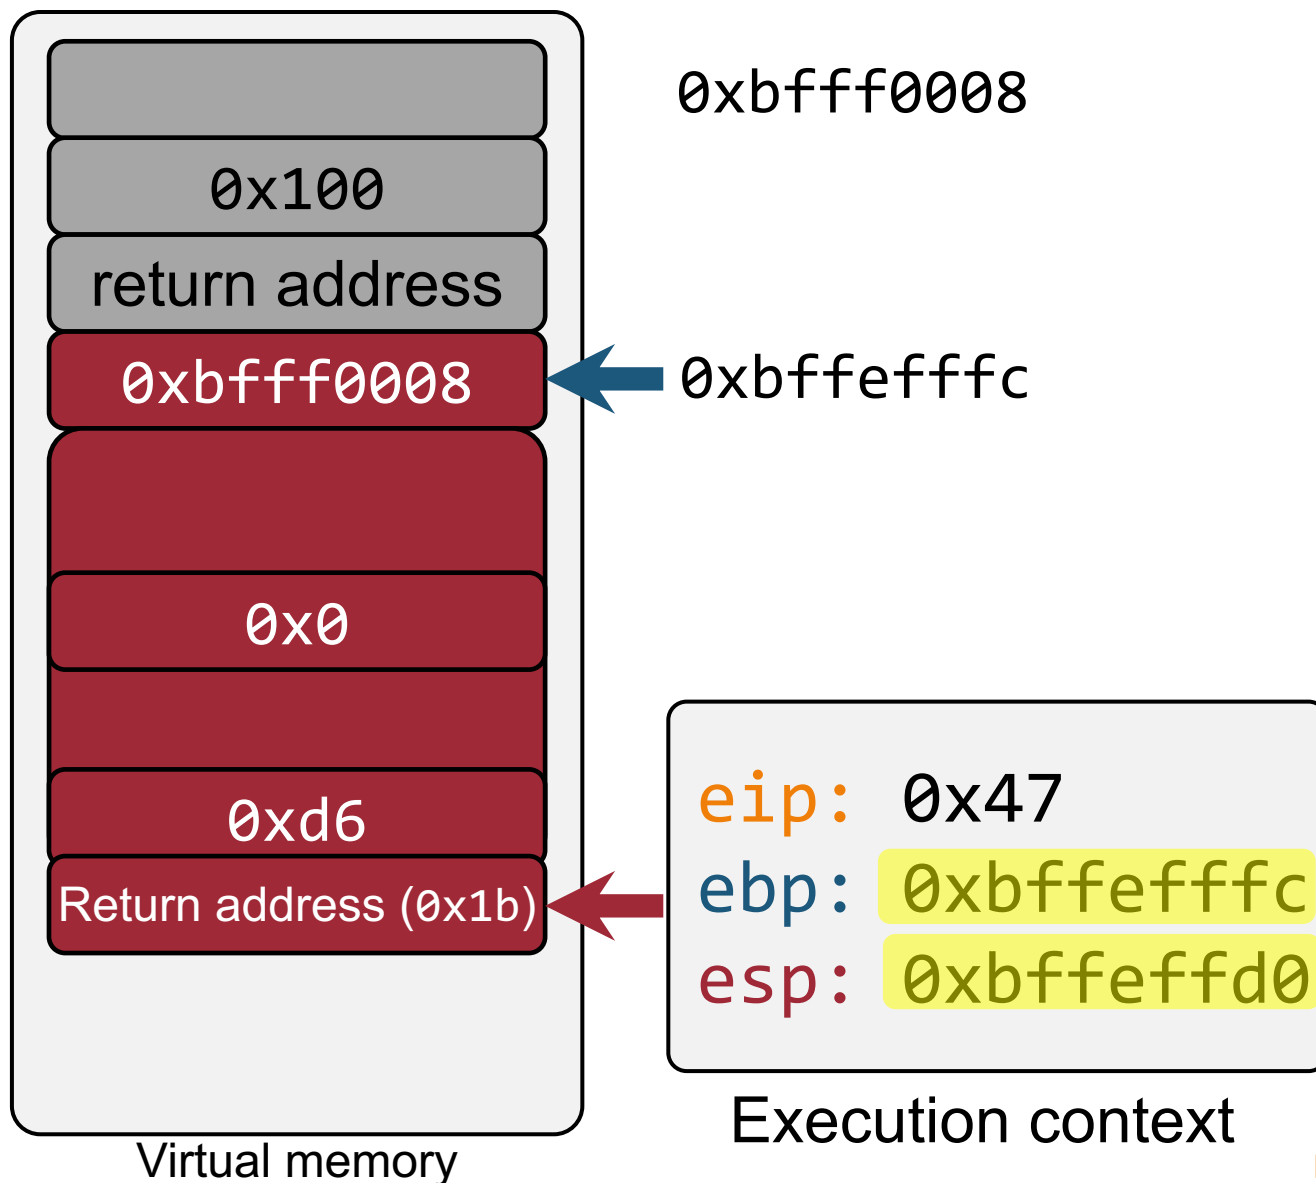 0xbfff0008
0x100
return address
0xbfff0008
0xbffefffc
0x0
0xd6
Return address (0x1b)
eip: 0x47
ebp: 0xbffefffc
esp: 0xbffeffd0
Execution context
Virtual memory